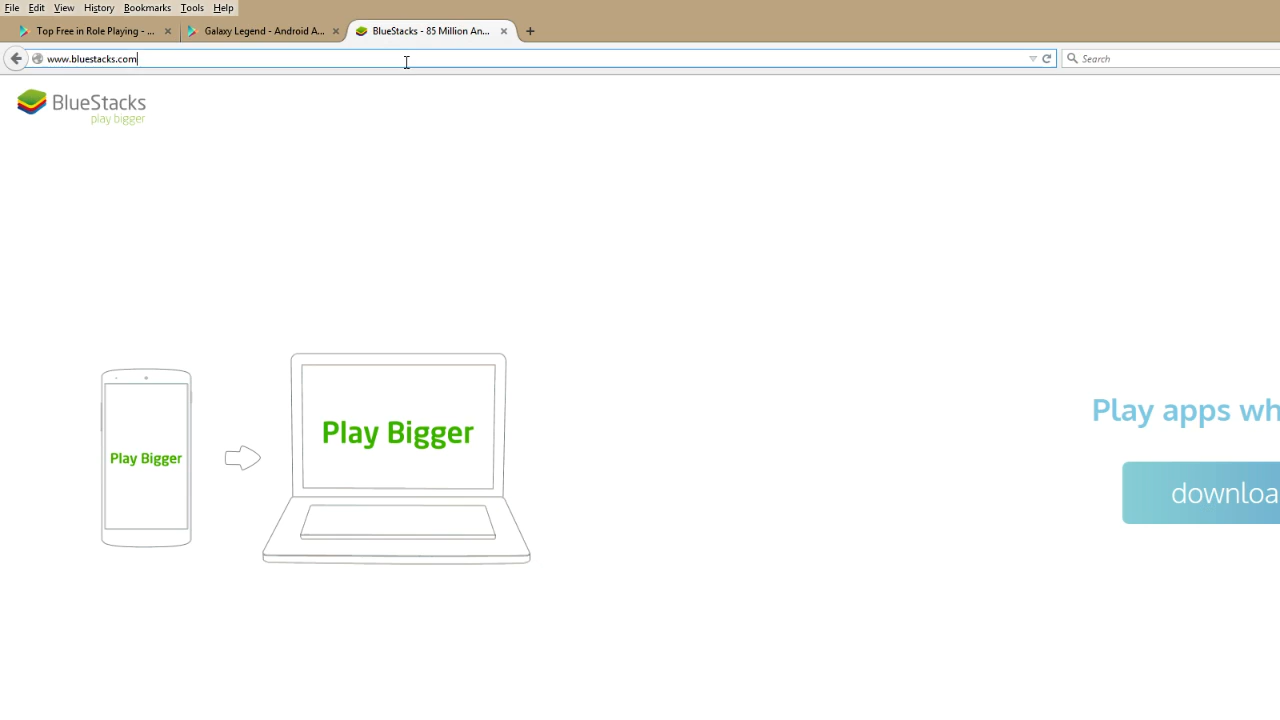 File Edit View History Bookmarks Tools Help
Top Free in Role Playing - ... Galaxy Legend - Android A... BlueStacks - 85 Million An...
www.bluestacks.com Search
BlueStacks
play bigger
Play apps wh
Play Bigger
Play Bigger
downloa